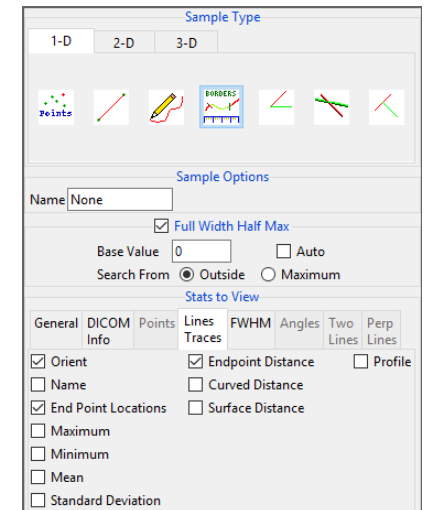 Sample Type
1-D 2-D 3-D
BORDERS
Points
Sample Options
Name None
Full Width Half Max
Base Value 0 Auto
Search From Outside Maximum
Stats to View
General DICOM Info Points Lines Traces FWHM Angles Two Lines Perp Lines
Orient Endpoint Distance Profile
Name Curved Distance
End Point Locations Surface Distance
Maximum
Minimum
Mean
Standard Deviation